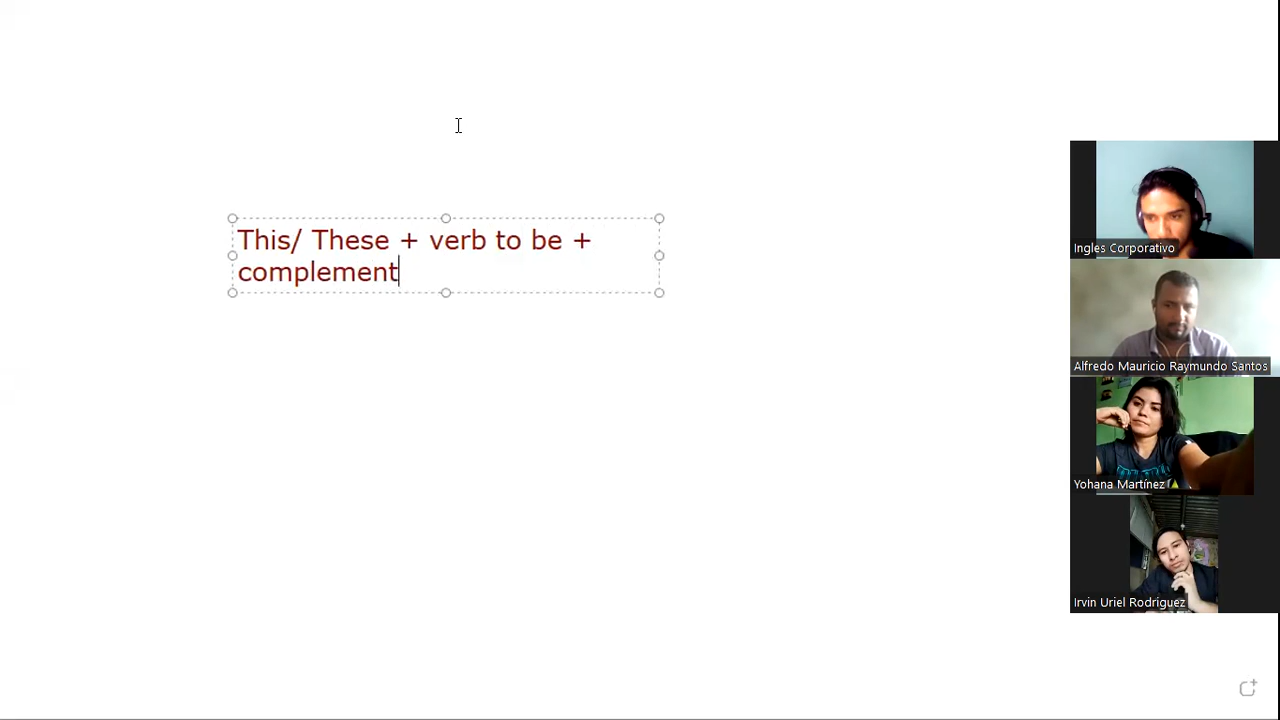 This/ These + verb to be +
complement
Ingles Corporativo
Alfredo Mauricio Raymundo Santos
Yohana Martínez
Irvin Uriel Rodriguez